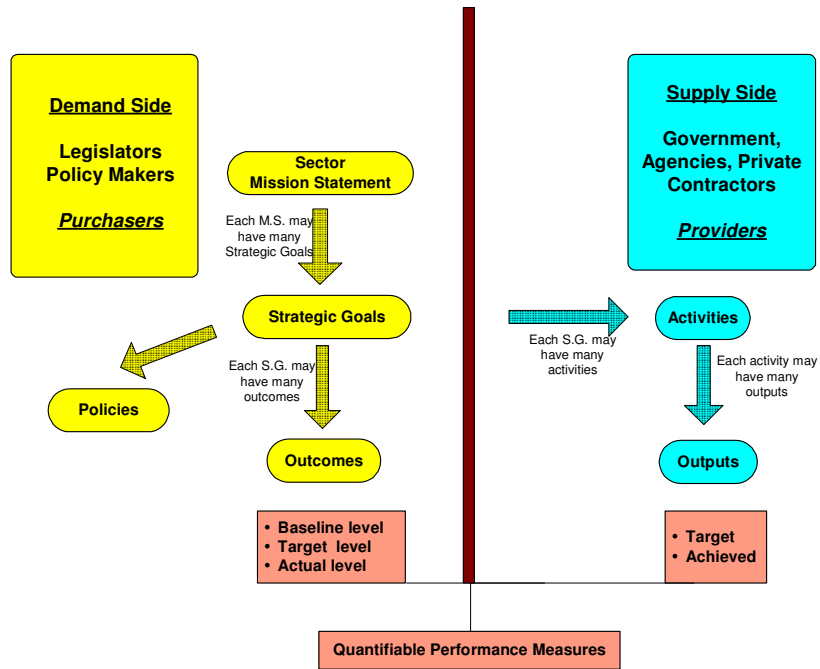 Demand Side
Legislators
Policy Makers
Purchasers
Sector
Mission Statement
Each M.S. may
have many
Strategic Goals
Strategic Goals
Each S.G. may
have many
outcomes
Policies
Outcomes
• Baseline level
• Target level
• Actual level
Supply Side
Government,
Agencies, Private
Contractors
Providers
Each S.G. may
have many
activities
Activities
Each activity may
have many
outputs
Outputs
• Target
• Achieved
Quantifiable Performance Measures